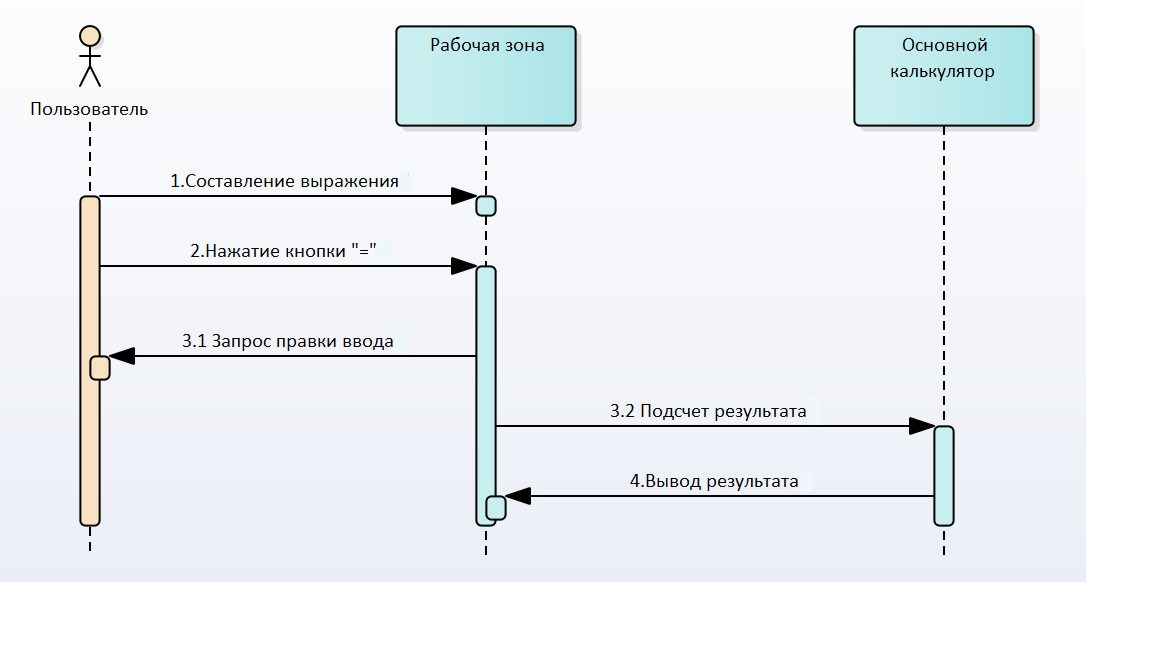 Рабочая зона
Основной
калькулятор
Пользователь
1.Составление выражения
2.Нажатие кнопки "="
3.1 Запрос правки ввода
3.2 Подсчет результата
4.Вывод результата